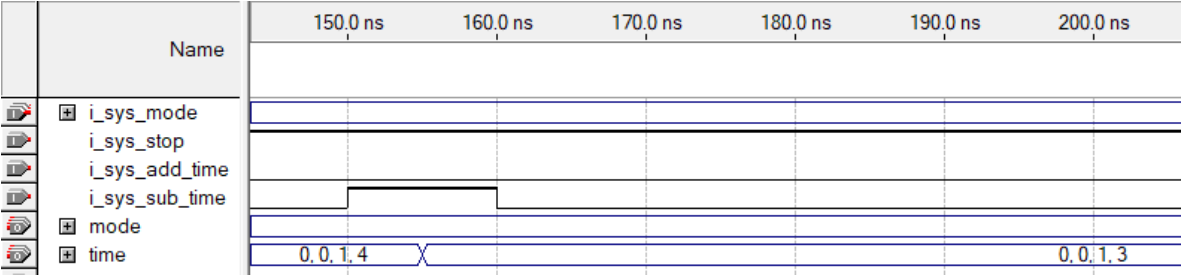 150.0 ns 160.0 ns 170.0 ns 180.0 ns 190.0 ns 200.0 ns
Name
i_sys_mode
i_sys_stop
i_sys_add_time
i_sys_sub_time
mode
time 0, 0, 1, 4 0, 0, 1, 3